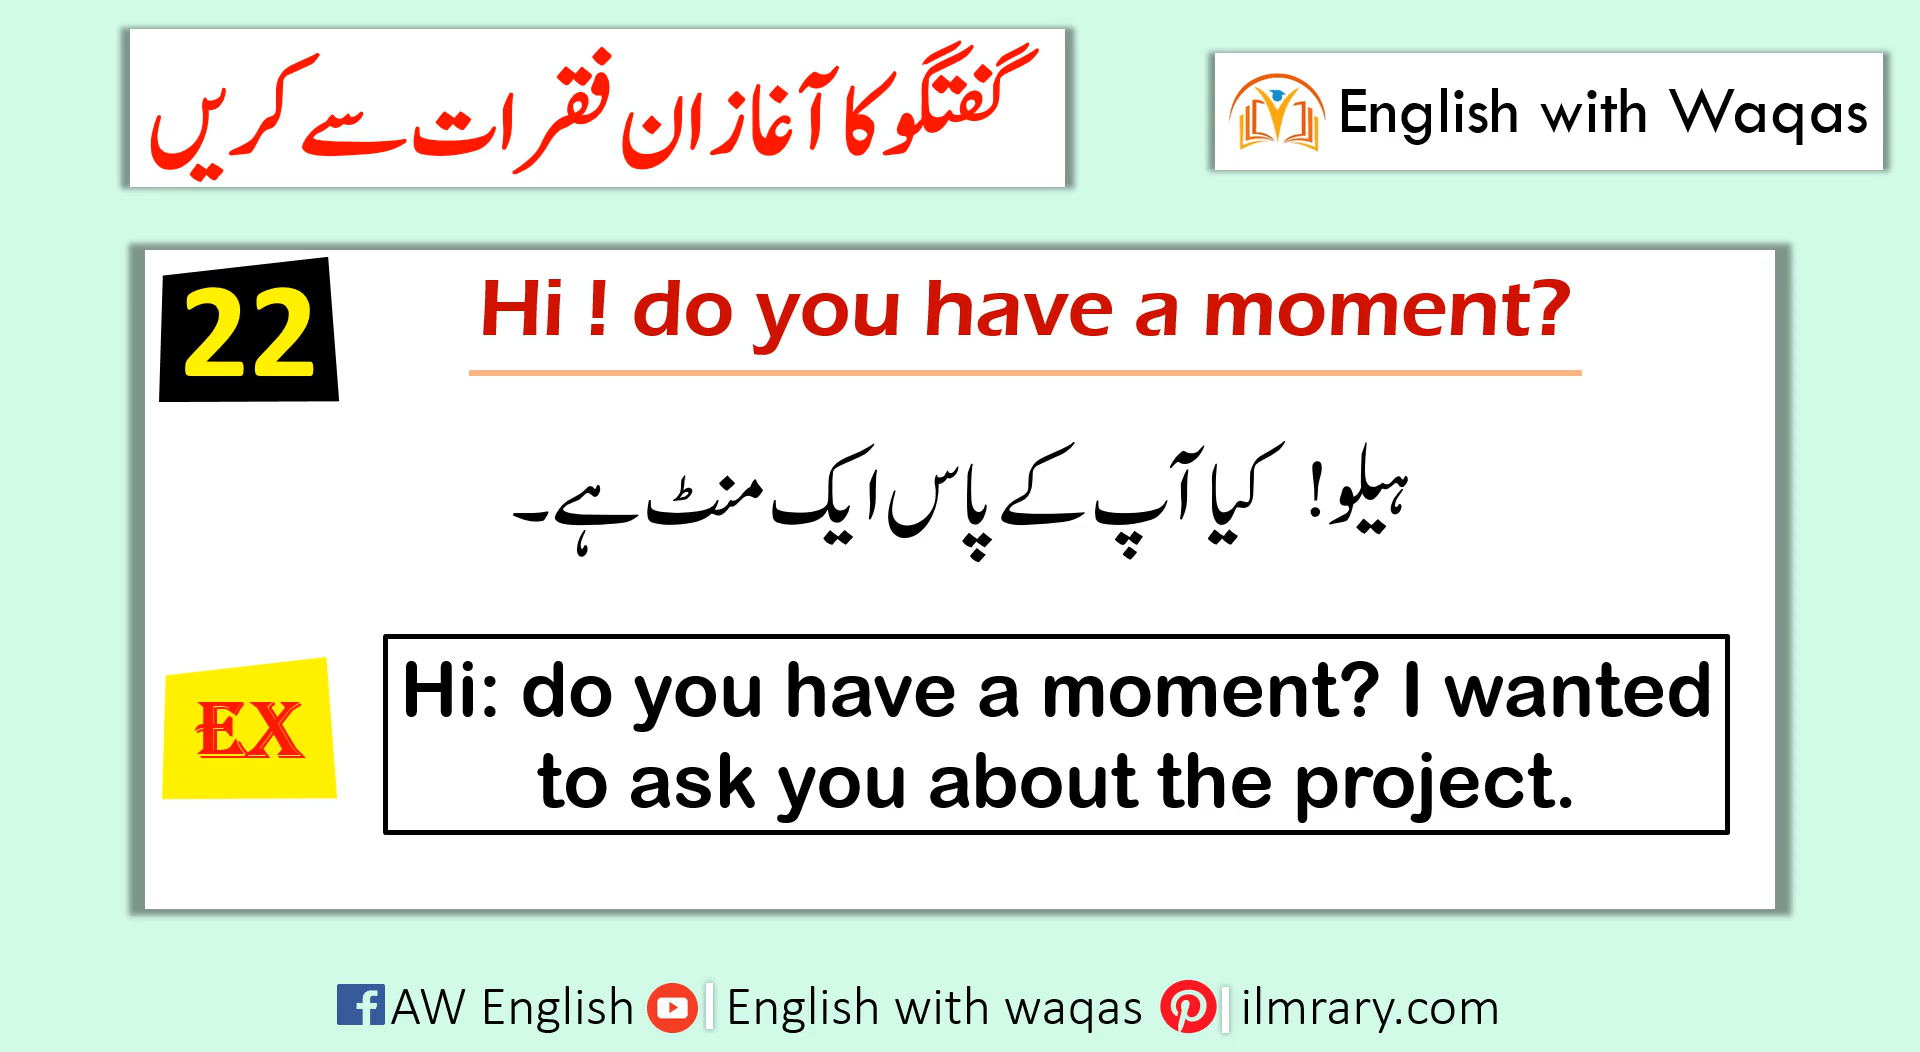 گفتگو کا آغاز ان فقرات سے کریں
English with Waqas
22
Hi ! do you have a moment?
ہیلو! کیا آپ کے پاس ایک منٹ ہے۔
EX
Hi: do you have a moment? I wanted
to ask you about the project.
AW English | English with waqas | ilmrary.com